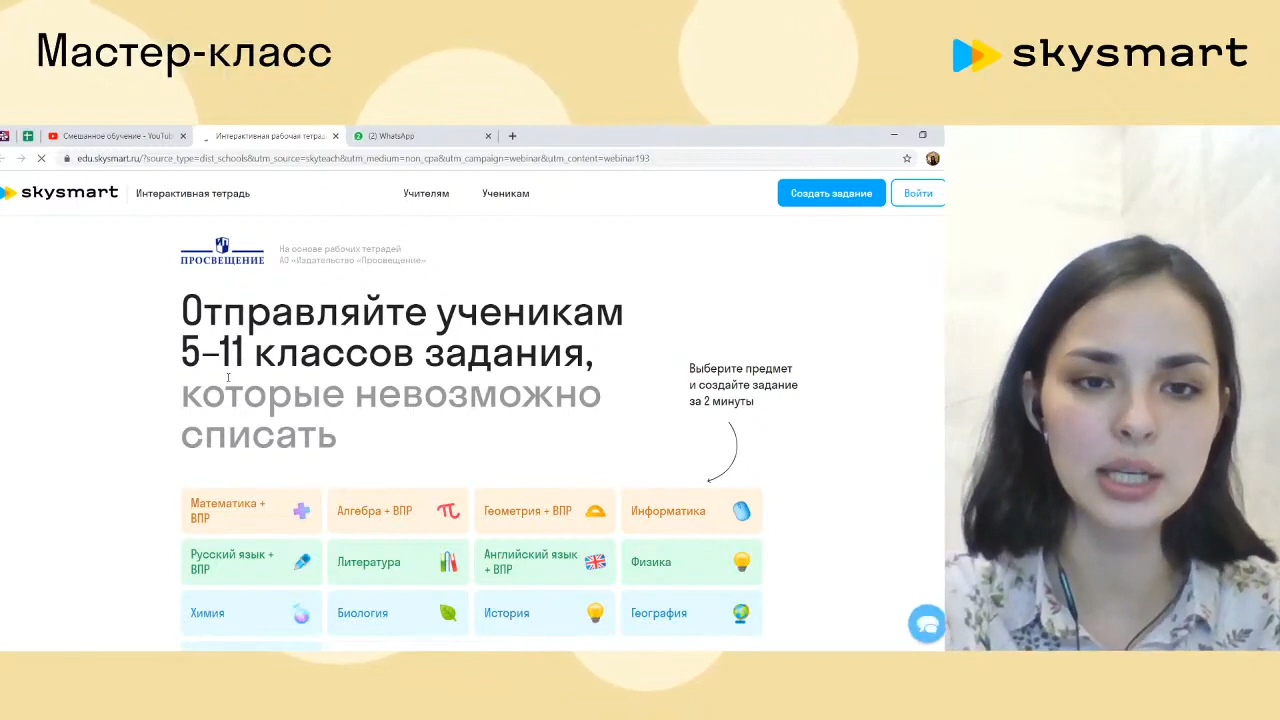 Мастер-класс
skysmart
Смешанное обучение - YouTu
Интерактивная рабочая тетрад
(2) WhatsApp
edu.skysmart.ru/?source_type=dist_schools&utm_source=skyteach&utm_medium=non_cpa&utm_campaign=webinar&utm_content=webinar193
skysmart
Интерактивная тетрадь
Учителям
Ученикам
Создать задание
Войти
ПРОСВЕЩЕНИЕ
На основе рабочих тетрадей
АО «Издательство «Просвещение»
Отправляйте ученикам
5–11 классов задания,
которые невозможно
списать
Выберите предмет
и создайте задание
за 2 минуты
Математика +
ВПР
Алгебра + ВПР
Геометрия + ВПР
Информатика
Русский язык +
ВПР
Литература
Английский язык
+ ВПР
Физика
Химия
Биология
История
География